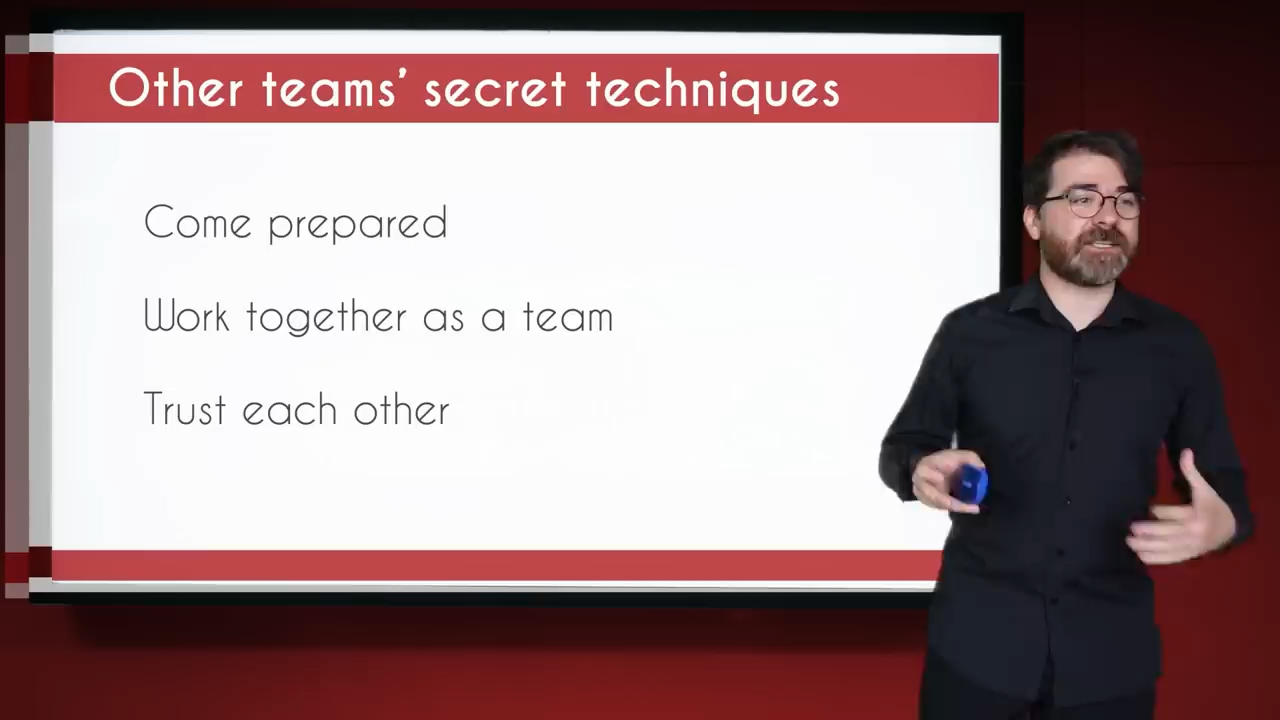 Other teams’ secret techniques
Come prepared
Work together as a team
Trust each other